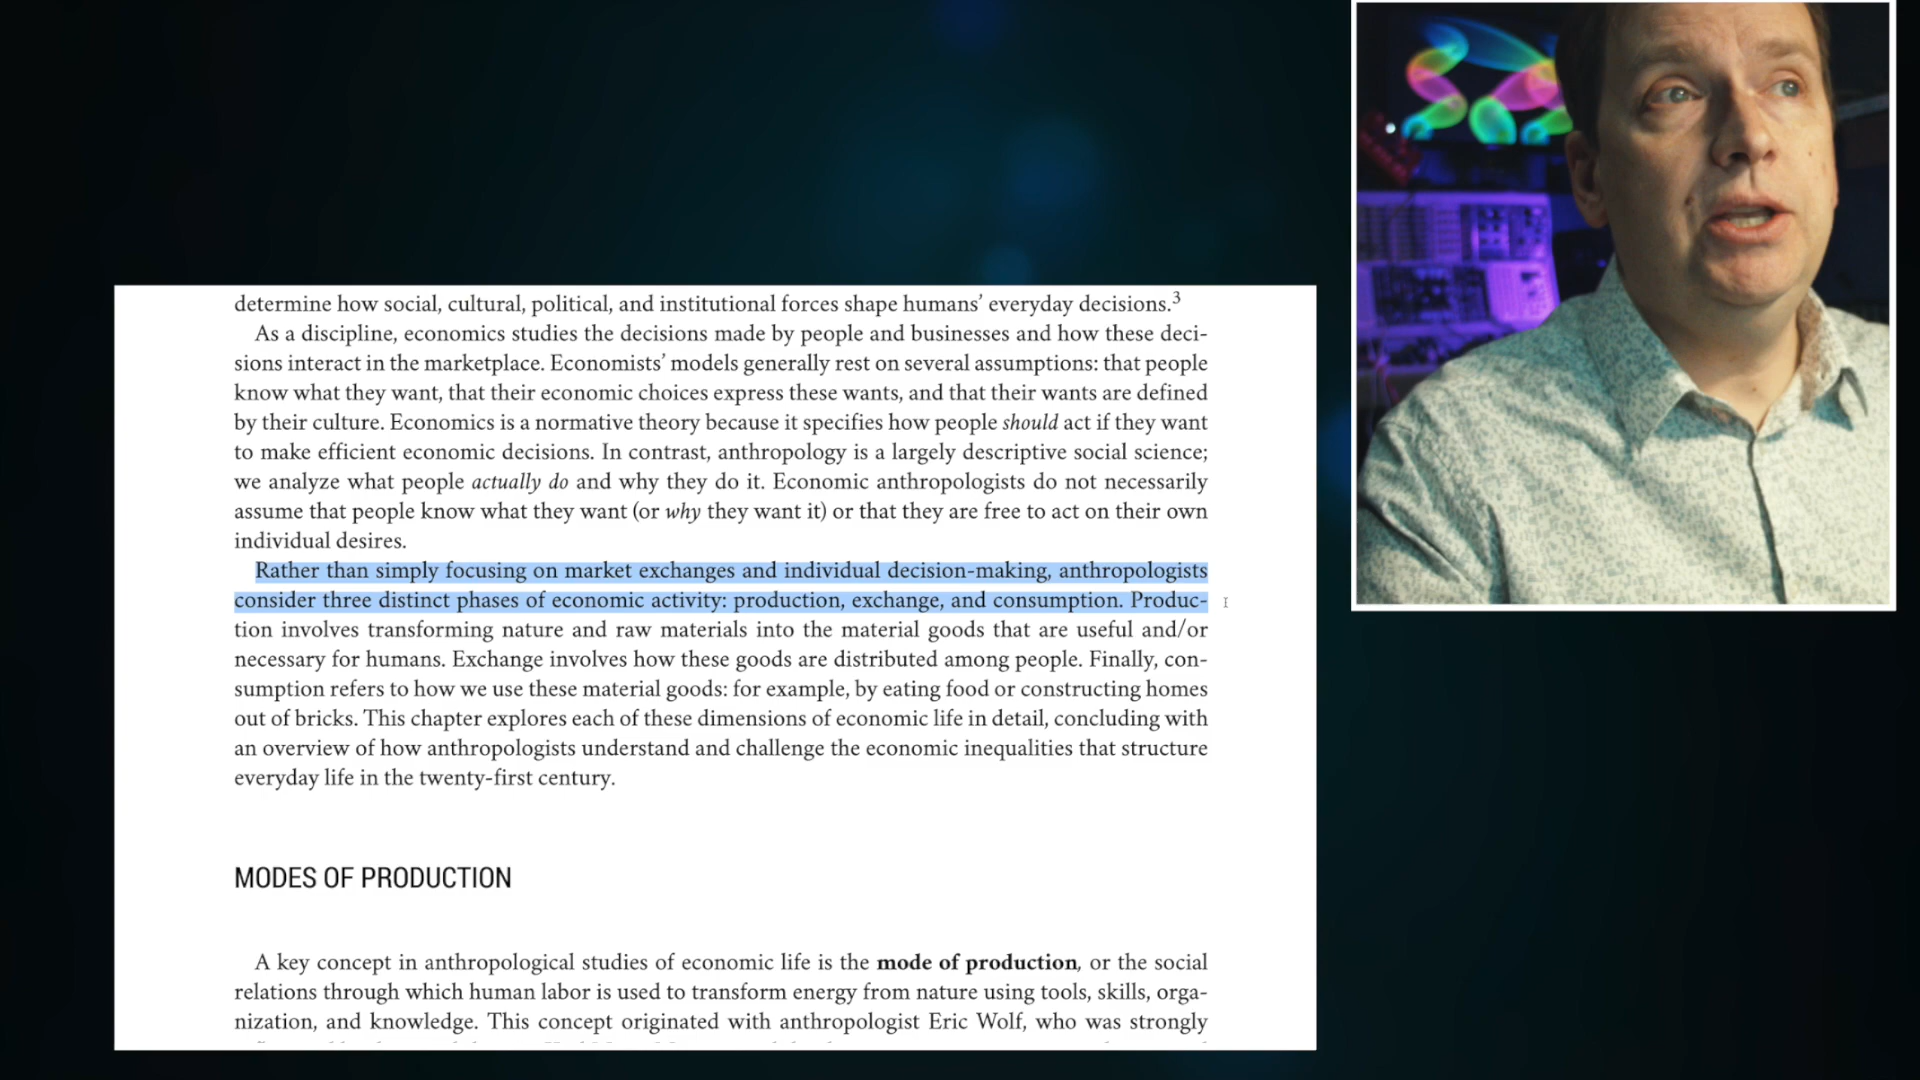 determine how social, cultural, political, and institutional forces shape humans’ everyday decisions.3
As a discipline, economics studies the decisions made by people and businesses and how these deci-
sions interact in the marketplace. Economists’ models generally rest on several assumptions: that people
know what they want, that their economic choices express these wants, and that their wants are defined
by their culture. Economics is a normative theory because it specifies how people should act if they want
to make efficient economic decisions. In contrast, anthropology is a largely descriptive social science;
we analyze what people actually do and why they do it. Economic anthropologists do not necessarily
assume that people know what they want (or why they want it) or that they are free to act on their own
individual desires.
Rather than simply focusing on market exchanges and individual decision-making, anthropologists
consider three distinct phases of economic activity: production, exchange, and consumption. Produc-
tion involves transforming nature and raw materials into the material goods that are useful and/or
necessary for humans. Exchange involves how these goods are distributed among people. Finally, con-
sumption refers to how we use these material goods: for example, by eating food or constructing homes
out of bricks. This chapter explores each of these dimensions of economic life in detail, concluding with
an overview of how anthropologists understand and challenge the economic inequalities that structure
everyday life in the twenty-first century.
MODES OF PRODUCTION
A key concept in anthropological studies of economic life is the mode of production, or the social
relations through which human labor is used to transform energy from nature using tools, skills, orga-
nization, and knowledge. This concept originated with anthropologist Eric Wolf, who was strongly